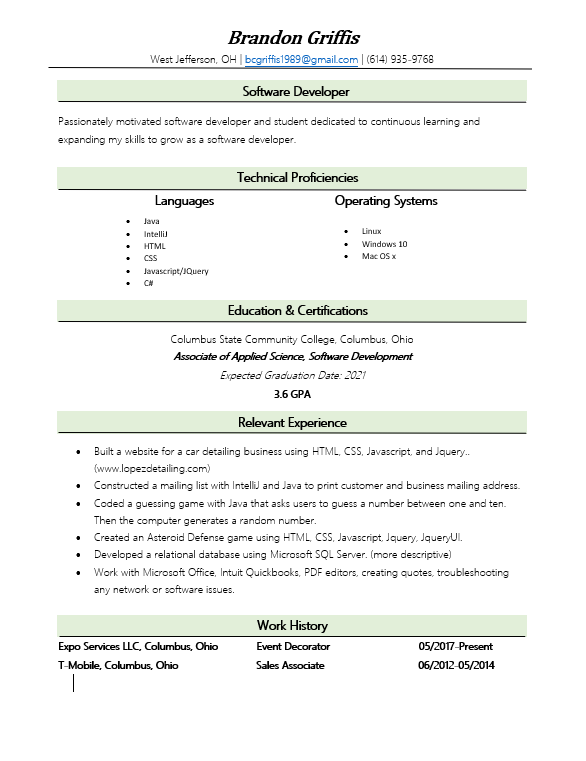 Brandon Griffis
West Jefferson, OH | bcgriffis1989@gmail.com | (614) 935-9768
Software Developer
Passionately motivated software developer and student dedicated to continuous learning and
expanding my skills to grow as a software developer.
Technical Proficiencies
Languages
• Java
• IntelliJ
• HTML
• CSS
• Javascript/JQuery
• C#
Operating Systems
• Linux
• Windows 10
• Mac OS x
Education & Certifications
Columbus State Community College, Columbus, Ohio
Associate of Applied Science, Software Development
Expected Graduation Date: 2021
3.6 GPA
Relevant Experience
• Built a website for a car detailing business using HTML, CSS, Javascript, and Jquery..
(www.lopezdetailing.com)
• Constructed a mailing list with IntelliJ and Java to print customer and business mailing address.
• Coded a guessing game with Java that asks users to guess a number between one and ten.
Then the computer generates a random number.
• Created an Asteroid Defense game using HTML, CSS, Javascript, Jquery, JqueryUI.
• Developed a relational database using Microsoft SQL Server. (more descriptive)
• Work with Microsoft Office, Intuit Quickbooks, PDF editors, creating quotes, troubleshooting
any network or software issues.
Work History
Expo Services LLC, Columbus, Ohio Event Decorator 05/2017-Present
T-Mobile, Columbus, Ohio Sales Associate 06/2012-05/2014